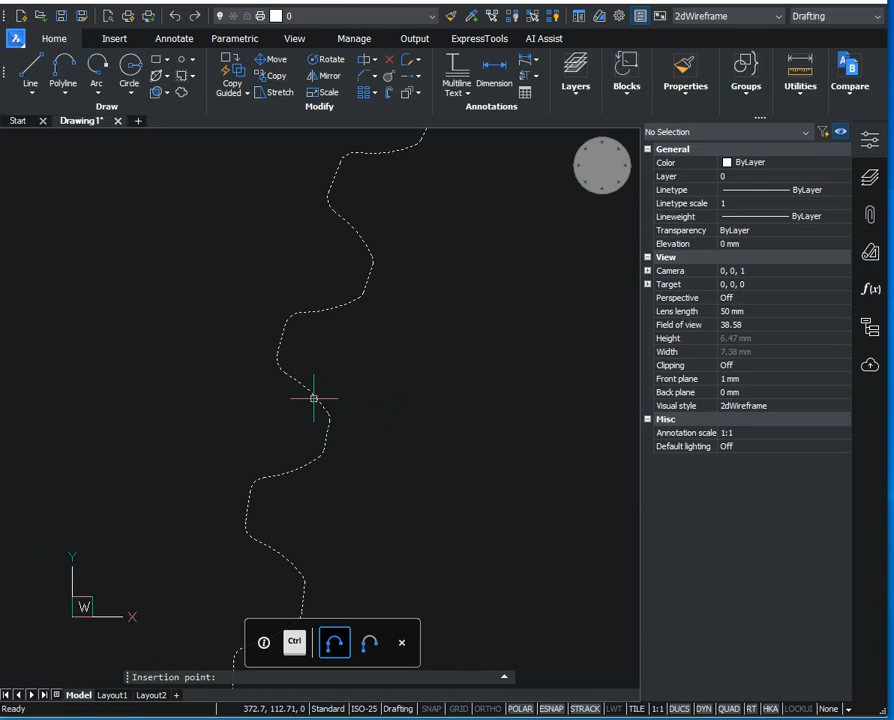 0
2dWireframe
Drafting
Home Insert Annotate Parametric View Manage Output ExpressTools AI Assist
Line
Polyline
Arc
Circle
Draw
Copy
Guided
Move
Copy
Stretch
Rotate
Mirror
Scale
Modify
Multiline
Text
Dimension
Annotations
Layers
Blocks
Properties
Groups
Utilities
A
B
Compare
Start
Drawing1*
No Selection
General
Color ByLayer
Layer 0
Linetype ByLayer
Linetype scale 1
Lineweight ByLayer
Transparency ByLayer
Elevation 0 mm
View
Camera 0, 0, 1
Target 0, 0, 0
Perspective Off
Lens length 50 mm
Field of view 38.58
Height 6.47 mm
Width 7.38 mm
Clipping Off
Front plane 1 mm
Back plane 0 mm
Visual style 2dWireframe
Misc
Annotation scale 1:1
Default lighting Off
f(x)
Y
W
X
Ctrl
Insertion point:
Model Layout1 Layout2 +
Ready 372.7, 112.71, 0 Standard ISO-25 Drafting SNAP GRID ORTHO POLAR ESNAP STRACK LWT TILE 1:1 DUCS DYN QUAD RT HKA LOCKUI None